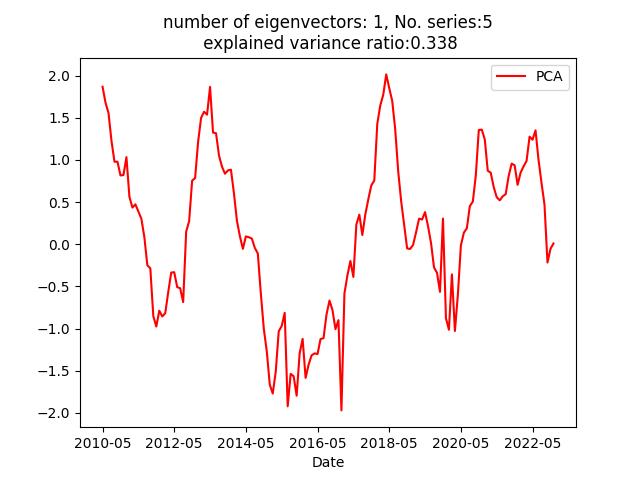 number of eigenvectors: 1, No. series:5
explained variance ratio:0.338
PCA
2.0
1.5
1.0
0.5
0.0
−0.5
−1.0
−1.5
−2.0
2010-05 2012-05 2014-05 2016-05 2018-05 2020-05 2022-05
Date